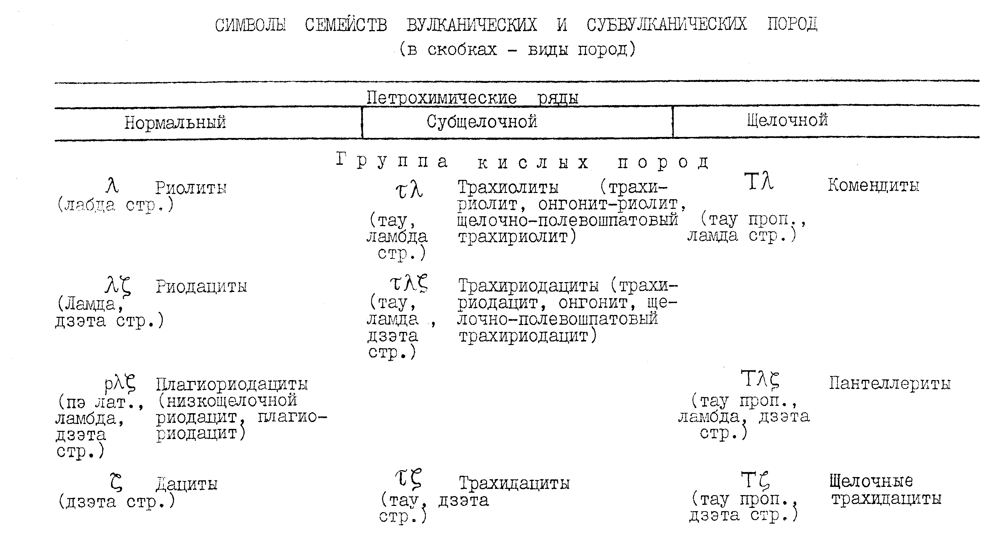 СИМВОЛЫ СЕМЕЙСТВ ВУЛКАНИЧЕСКИХ И СУБВУЛКАНИЧЕСКИХ ПОРОД
(в скобках – виды пород)
Петрохимические ряды
Нормальный Субщелочной Щелочной
Группа кислых пород
λ Риолиты
(лабда стр.)
τλ Трахиолиты (трахи-
риолит, онгонит-риолит,
(тау, щелочно-полевошпатовый
ламбда трахириолит)
стр.)
Tλ Комендиты
(тау проп.,
ламда стр.)
λζ Риодациты
(Ламда,
дзэта стр.)
τλζ Трахириодациты (трахи-
(тау, риодацит, онгонит, ще-
ламда , лочно-полевошпатовый
дзэта трахириодацит)
стр.)
pλζ Плагиориодациты
(пэ лат., (низкощелочной
ламбда, риодацит, плагио-
дзэта риодацит)
стр.)
Tλζ Пантеллериты
(тау проп.,
ламбда, дзэта
стр.)
ζ Дациты
(дзэта стр.)
τζ Трахидациты
(тау, дзэта
стр.)
Tζ Щелочные
(тау проп., трахидациты
дзэта стр.)